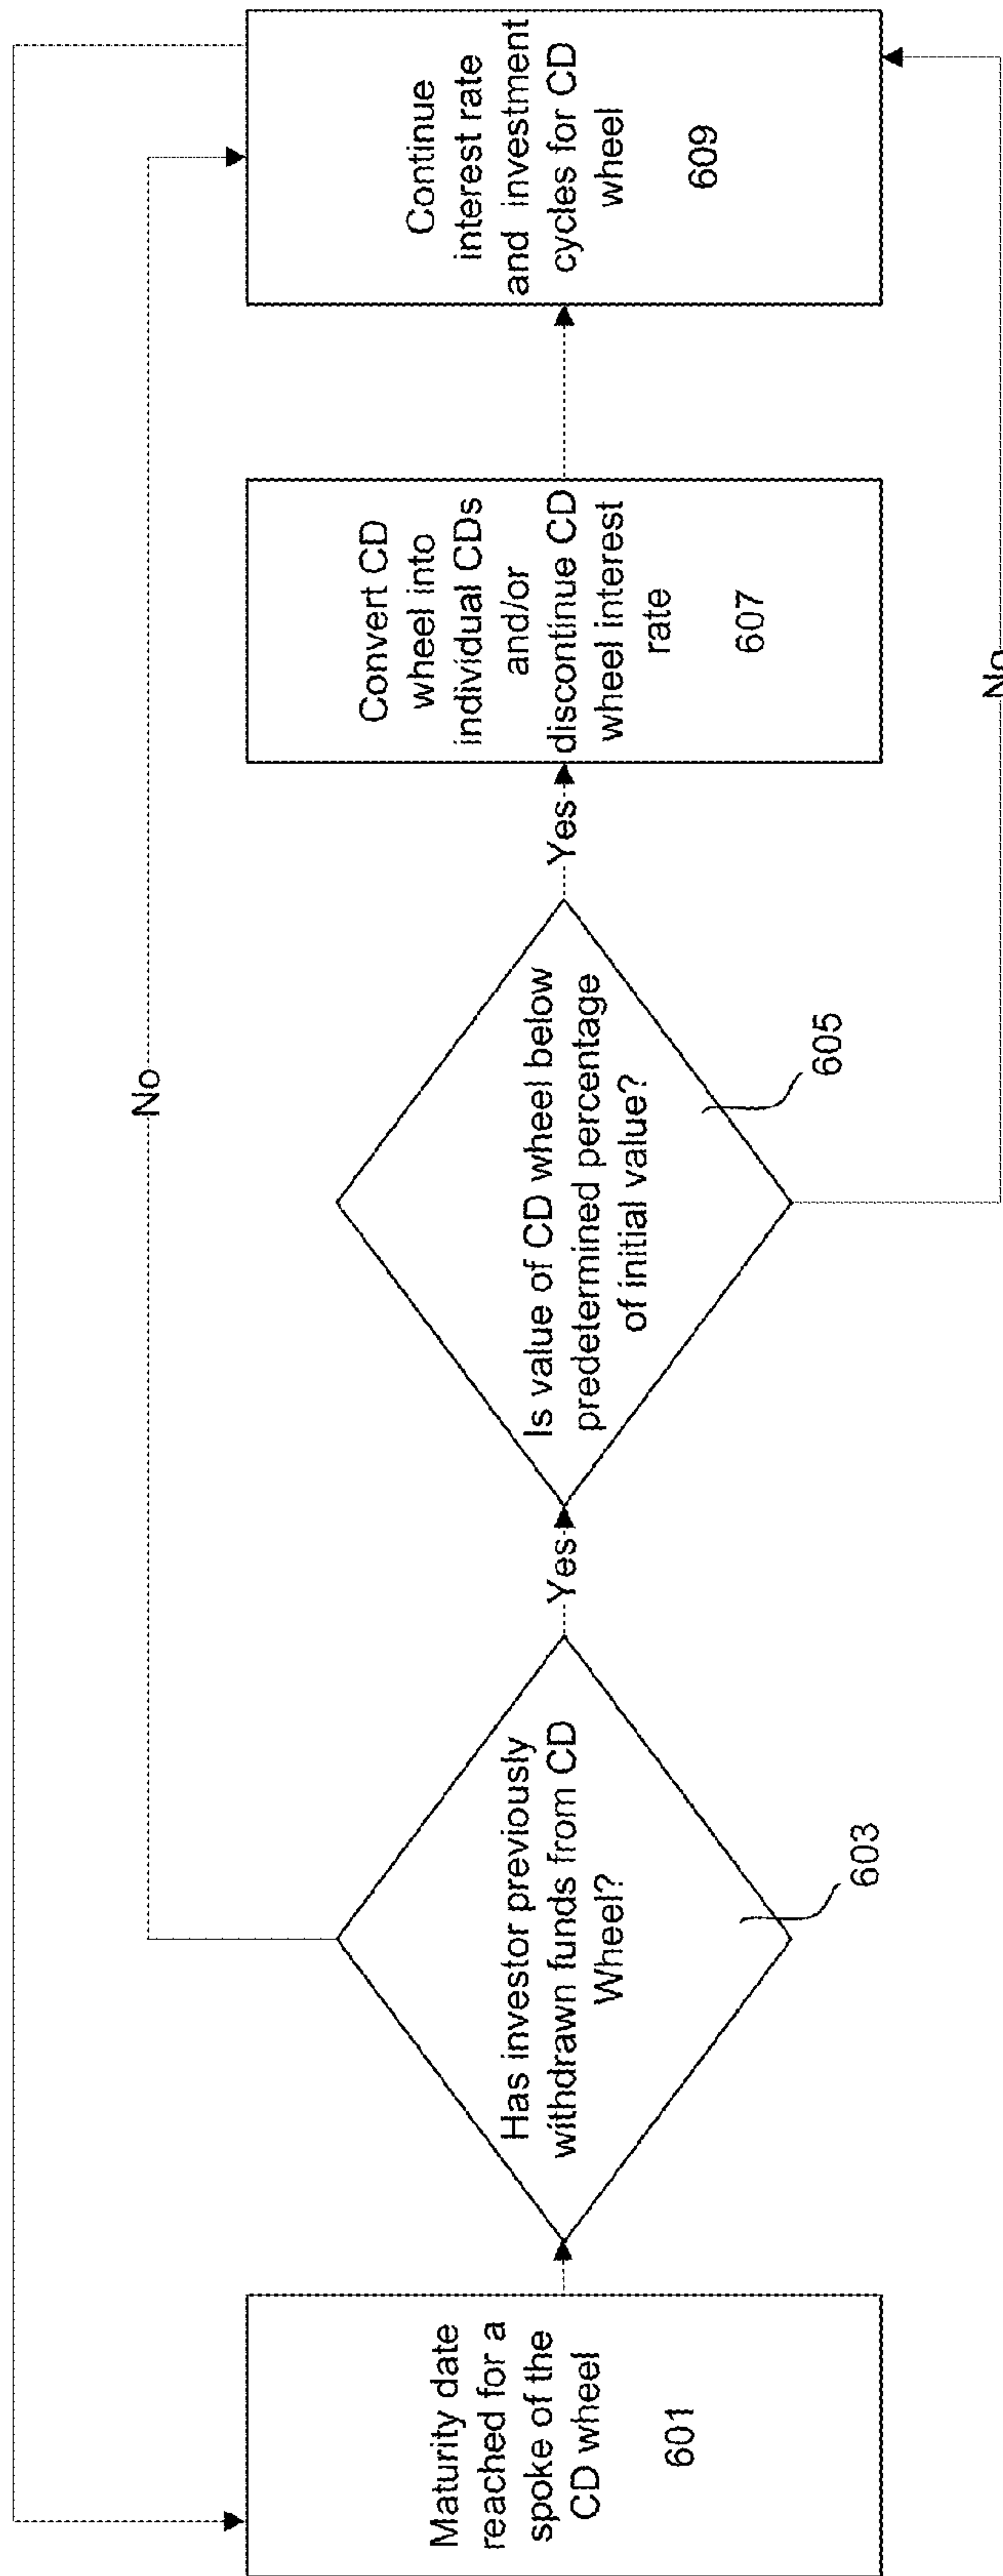 Maturity date
reached for a
spoke of the
CD wheel
601
Has investor previously
withdrawn funds from CD
Wheel?
603
No
Yes
Is value of CD wheel below
predetermined percentage
of initial value?
605
No
Yes
Convert CD
wheel into
individual CDs
and/or
discontinue CD
wheel interest
rate
607
Continue
interest rate
and investment
cycles for CD
wheel
609